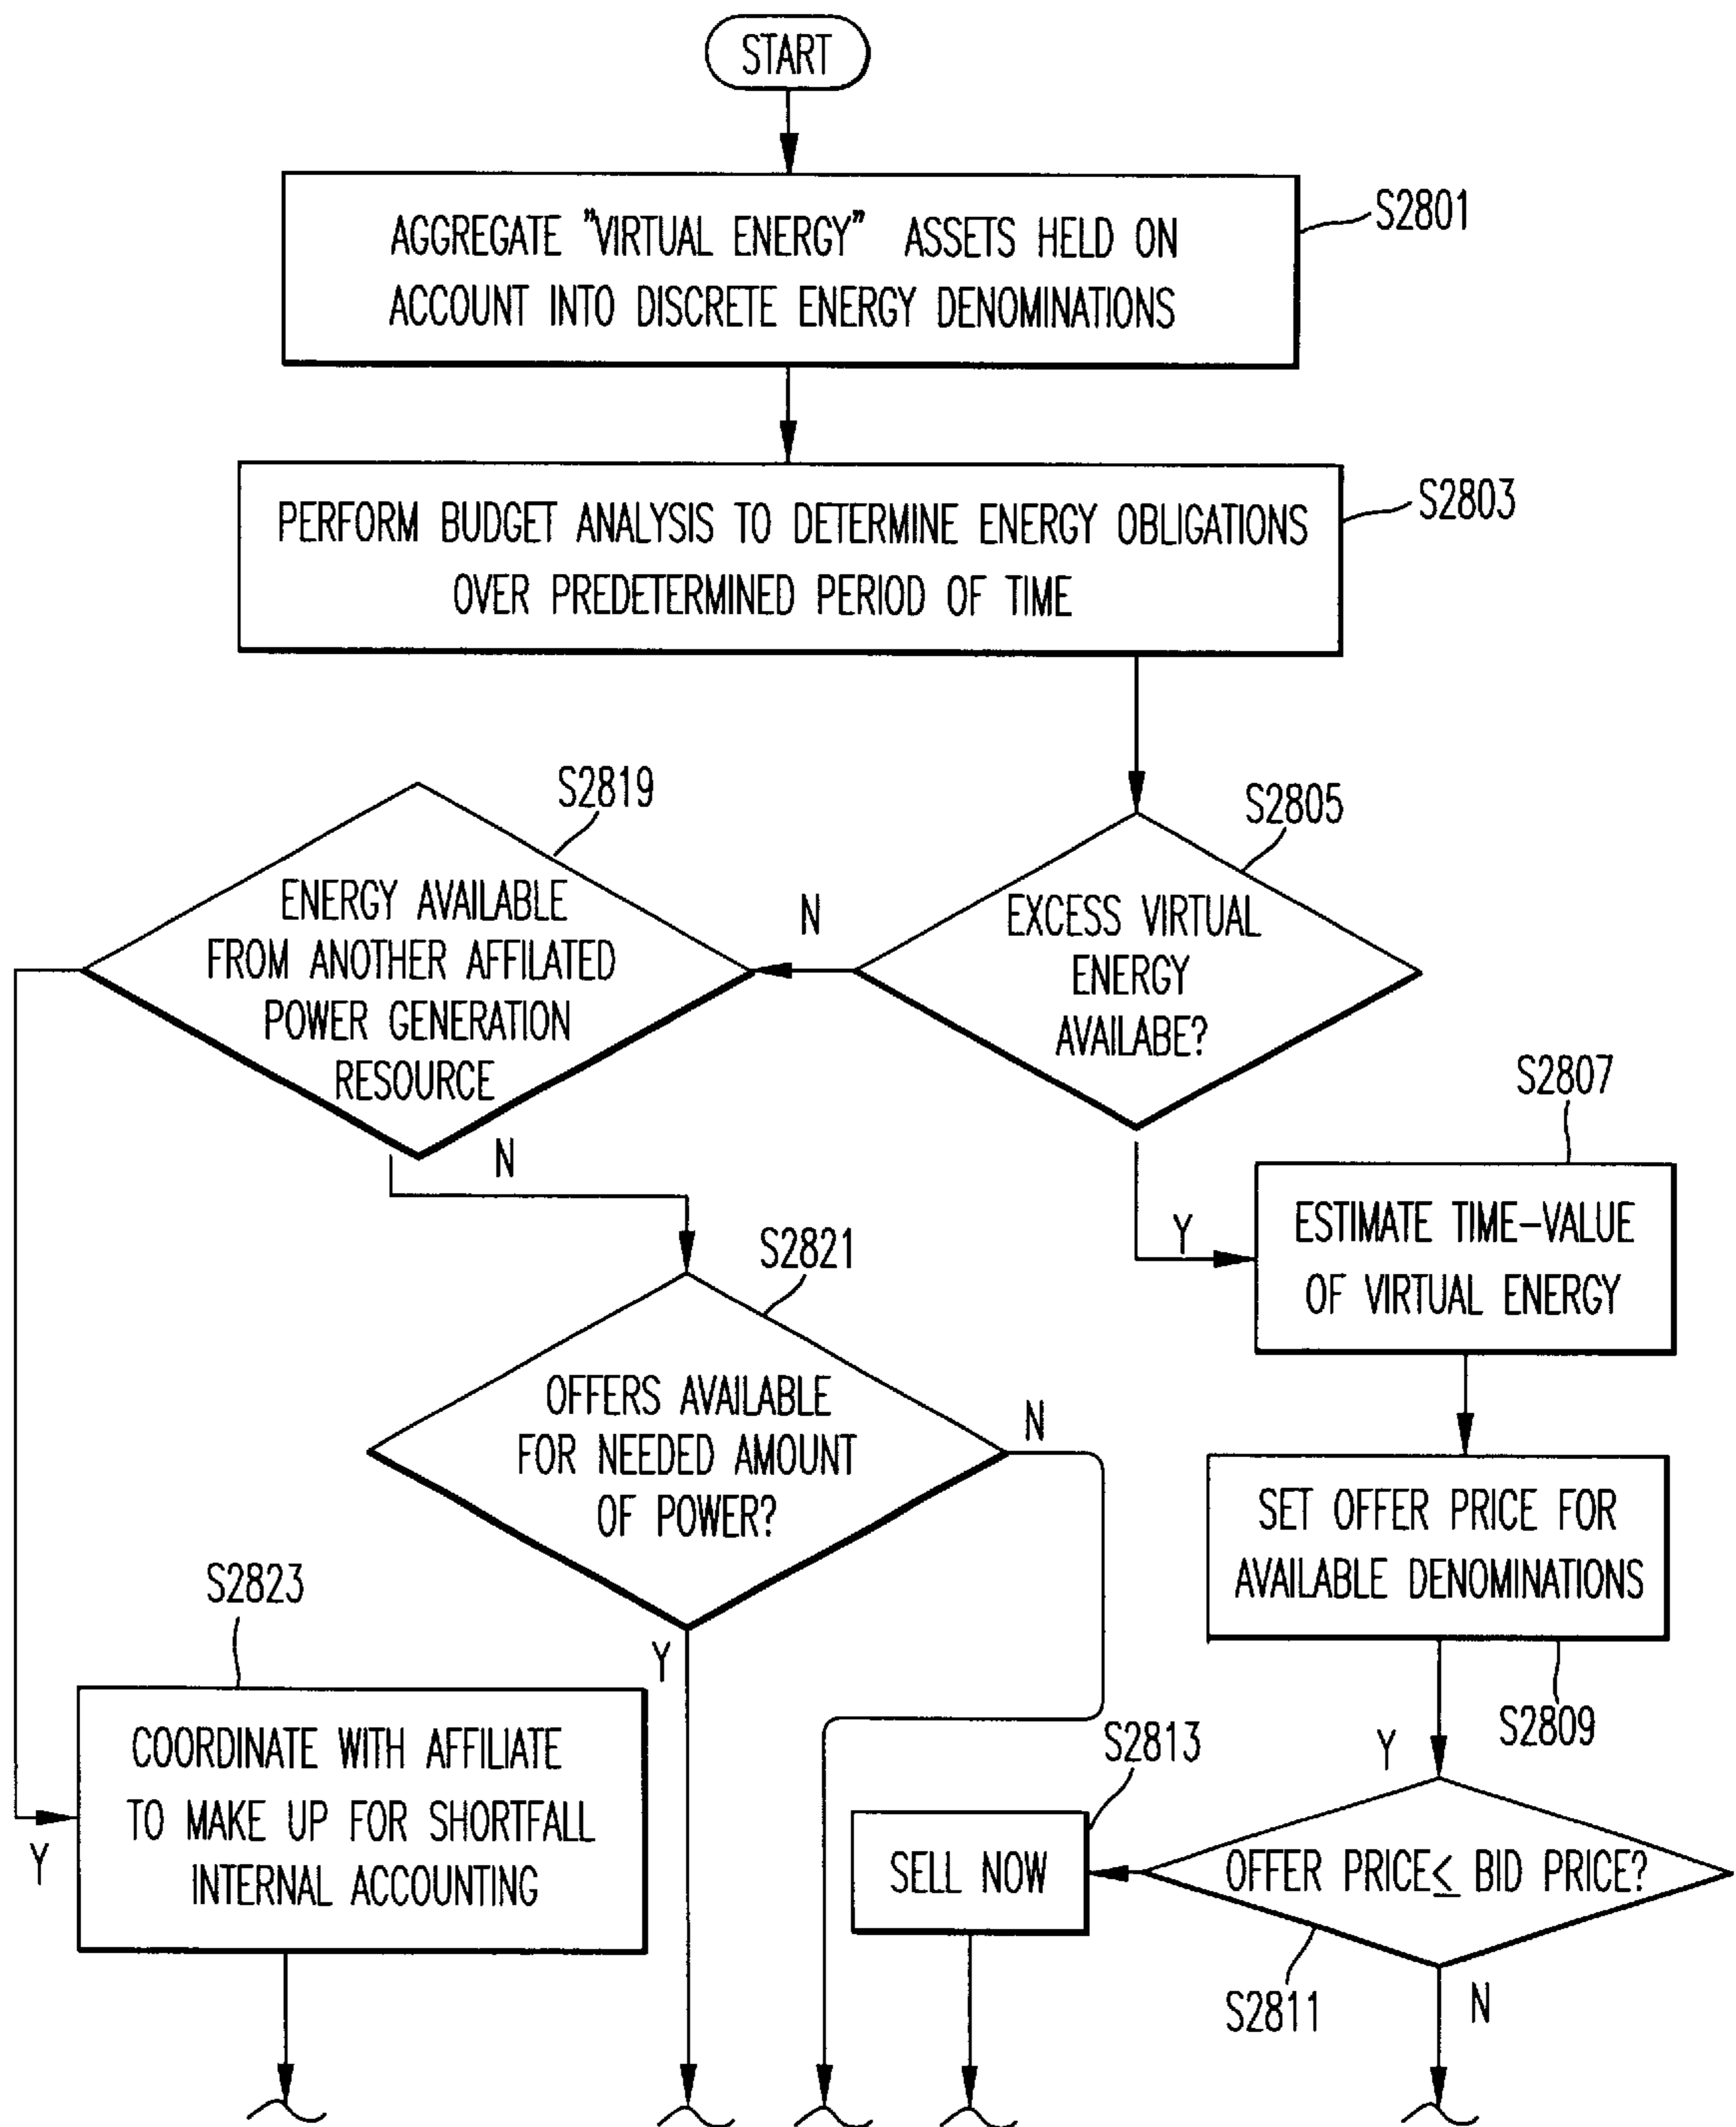 START
AGGREGATE "VIRTUAL ENERGY" ASSETS HELD ON
ACCOUNT INTO DISCRETE ENERGY DENOMINATIONS
S2801
PERFORM BUDGET ANALYSIS TO DETERMINE ENERGY OBLIGATIONS
OVER PREDETERMINED PERIOD OF TIME
S2803
S2819
ENERGY AVAILABLE
FROM ANOTHER AFFILATED
POWER GENERATION
RESOURCE
N
S2805
EXCESS VIRTUAL
ENERGY
AVAILABE?
N
Y
S2807
ESTIMATE TIME-VALUE
OF VIRTUAL ENERGY
S2821
OFFERS AVAILABLE
FOR NEEDED AMOUNT
OF POWER?
N
Y
SET OFFER PRICE FOR
AVAILABLE DENOMINATIONS
S2809
Y
S2823
COORDINATE WITH AFFILIATE
TO MAKE UP FOR SHORTFALL
INTERNAL ACCOUNTING
Y
S2813
SELL NOW
OFFER PRICE≤ BID PRICE?
S2811
N